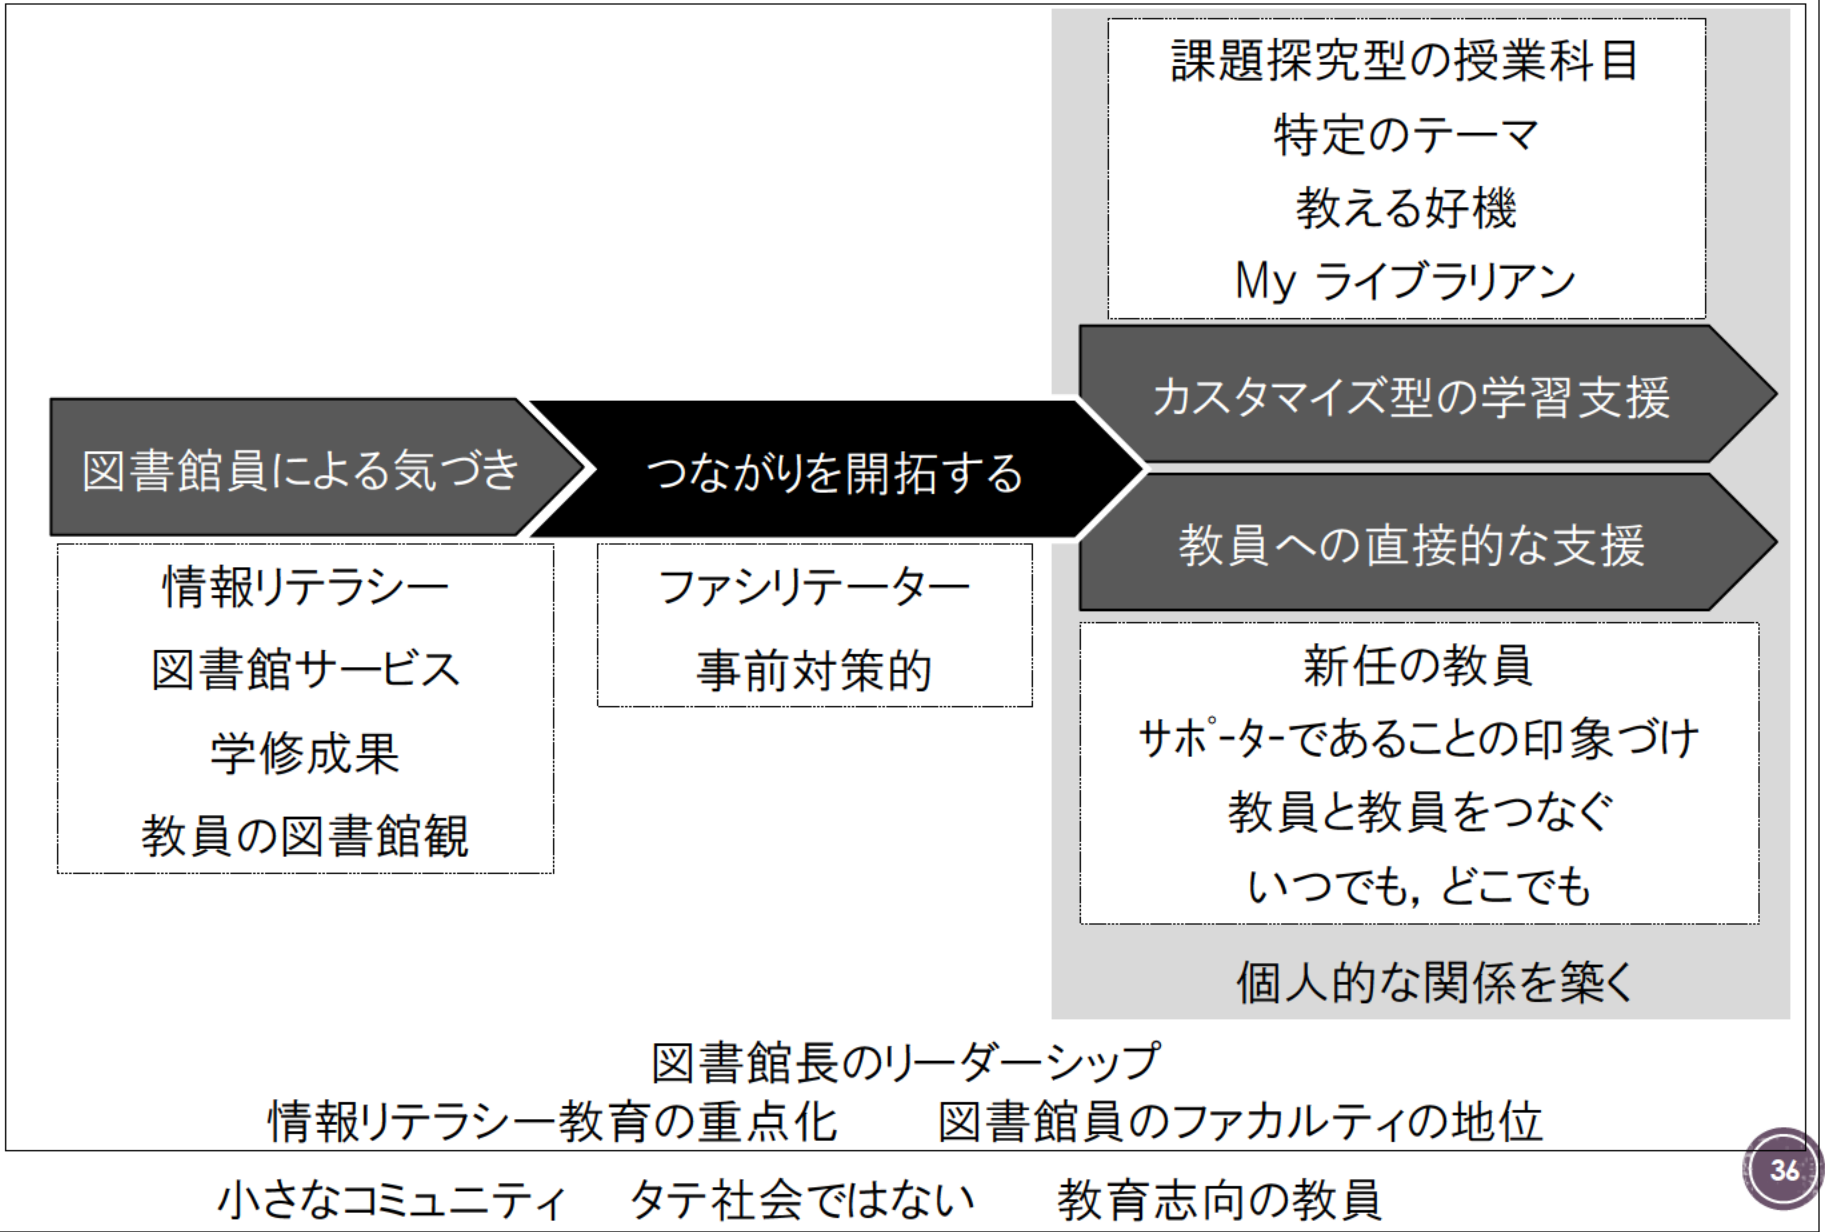 課題探究型の授業科目
特定のテーマ
教える好機
My ライブラリアン
カスタマイズ型の学習支援
図書館員による気づき
つながりを開拓する
教員への直接的な支援
情報リテラシー
図書館サービス
学修成果
教員の図書館観
ファシリテーター
事前対策的
新任の教員
ｻﾎﾟｰﾀｰであることの印象づけ
教員と教員をつなぐ
いつでも，どこでも
個人的な関係を築く
図書館長のリーダーシップ
情報リテラシー教育の重点化　図書館員のファカルティの地位
小さなコミュニティ　タテ社会ではない　教育志向の教員
36